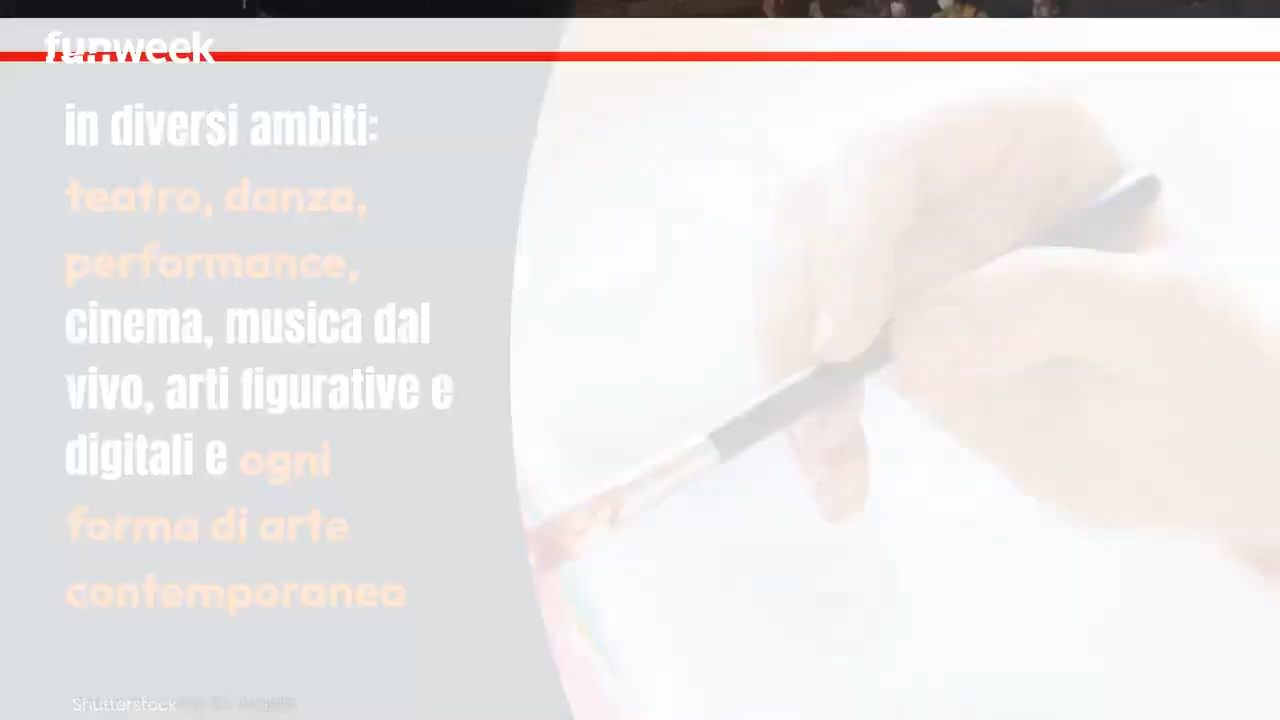 funweek
in diversi ambiti:
teatro, danza,
performance,
cinema, musica dal
vivo, arti figurative e
digitali e ogni
forma di arte
contemporanea
Shutterstock